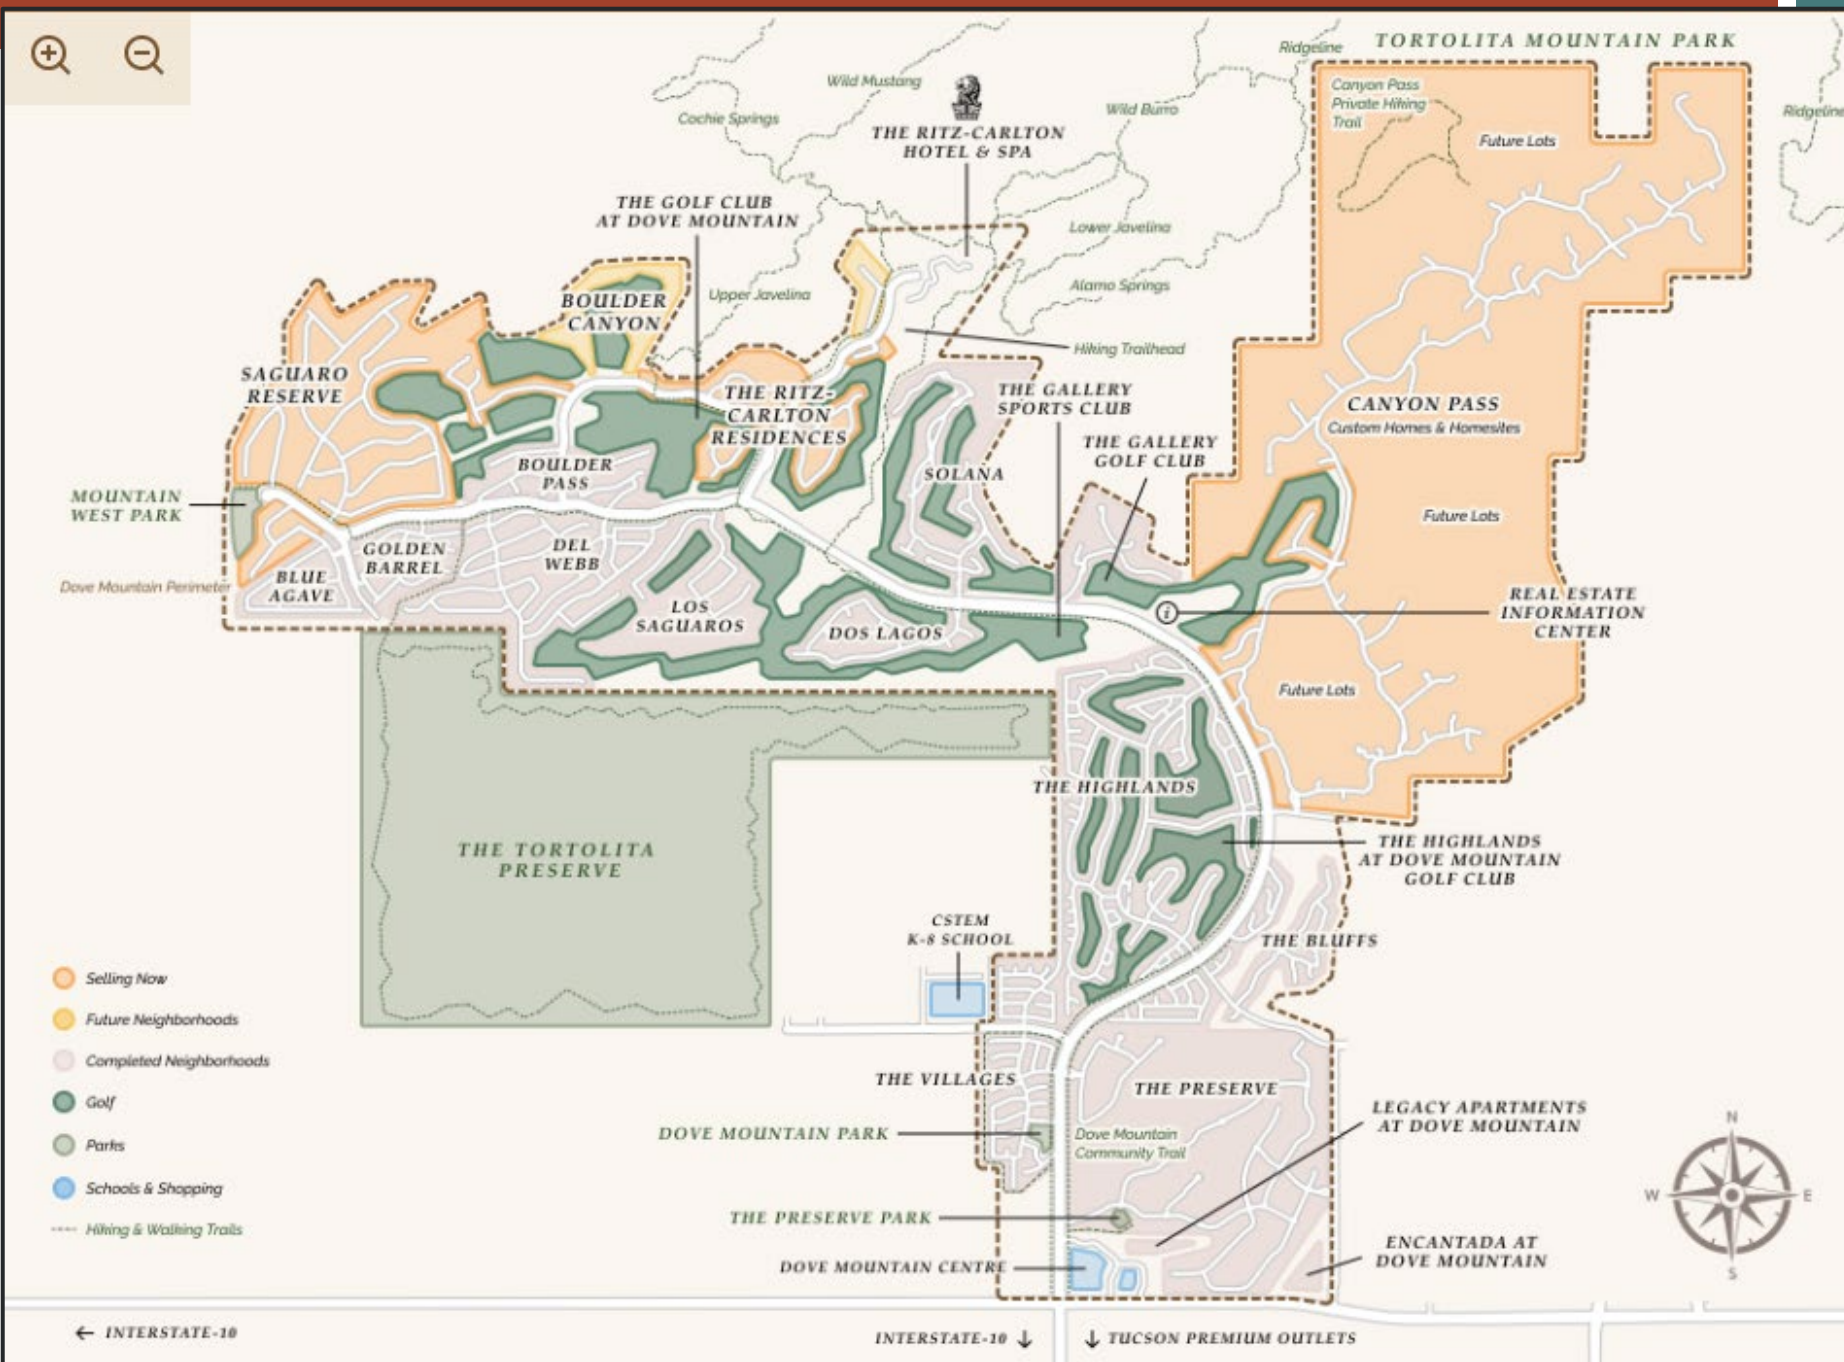 TORTOLITA MOUNTAIN PARK
Ridgeline
Wild Mustang
Canyon Pass
Private Hiking
Trail
Ridgeline
Cochie Springs
Wild Burro
THE RITZ-CARLTON
HOTEL & SPA
Future Lots
THE GOLF CLUB
AT DOVE MOUNTAIN
Lower Javelina
Upper Javelina
Alamo Springs
BOULDER
CANYON
Hiking Trailhead
SAGUARO
RESERVE
THE RITZ-
CARLTON
RESIDENCES
THE GALLERY
SPORTS CLUB
CANYON PASS
Custom Homes & Homesites
THE GALLERY
GOLF CLUB
BOULDER
PASS
SOLANA
MOUNTAIN
WEST PARK
Future Lots
GOLDEN
BARREL
DEL
WEBB
Dove Mountain Perimeter
BLUE
AGAVE
LOS
SAGUAROS
DOS LAGOS
i
REAL ESTATE
INFORMATION
CENTER
Future Lots
THE HIGHLANDS
THE TORTOLITA
PRESERVE
THE HIGHLANDS
AT DOVE MOUNTAIN
GOLF CLUB
CSTEM
K-8 SCHOOL
THE BLUFFS
Selling Now
Future Neighborhoods
Completed Neighborhoods
Golf
Parks
Schools & Shopping
Hiking & Walking Trails
THE VILLAGES
THE PRESERVE
LEGACY APARTMENTS
AT DOVE MOUNTAIN
DOVE MOUNTAIN PARK
Dove Mountain
Community Trail
N
W
E
S
THE PRESERVE PARK
DOVE MOUNTAIN CENTRE
ENCANTADA AT
DOVE MOUNTAIN
← INTERSTATE-10
INTERSTATE-10 ↓
↓ TUCSON PREMIUM OUTLETS